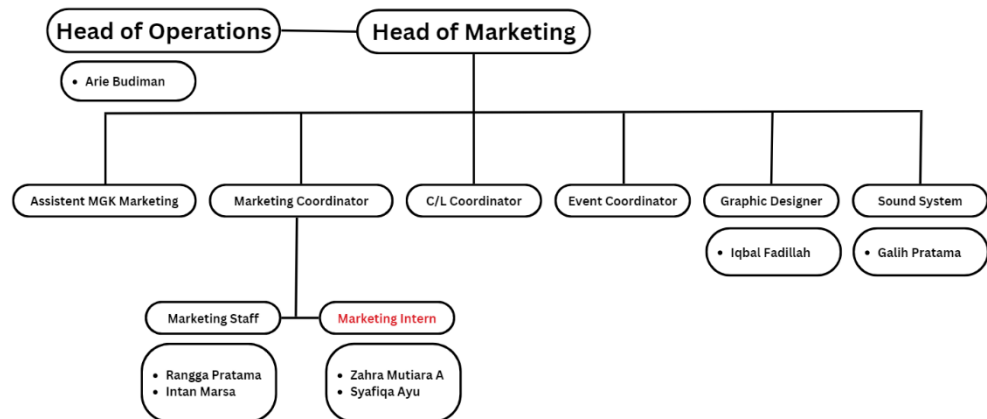 Head of Operations
Head of Marketing
• Arie Budiman
Assistent MGK Marketing
Marketing Coordinator
C/L Coordinator
Event Coordinator
Graphic Designer
Sound System
• Iqbal Fadillah
• Galih Pratama
Marketing Staff
Marketing Intern
• Rangga Pratama
• Intan Marsa
• Zahra Mutiara A
• Syafiqa Ayu